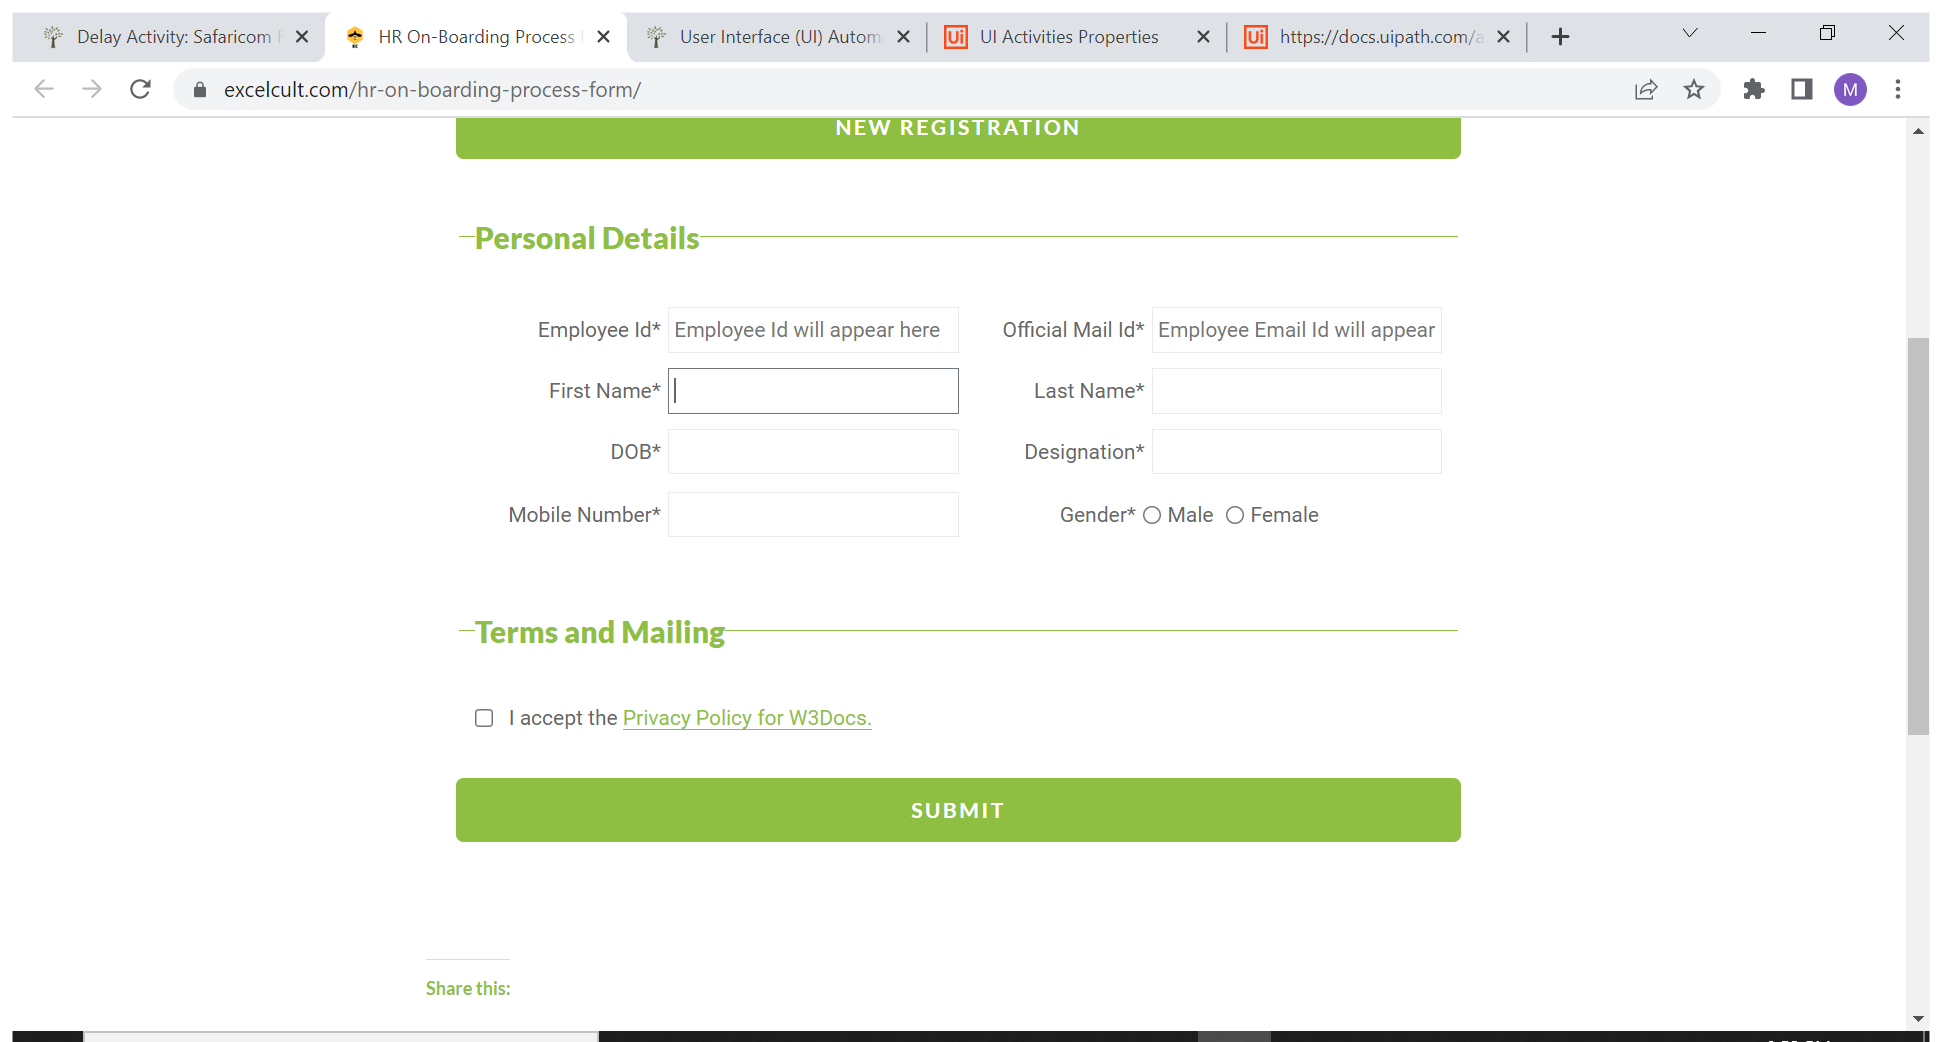 Delay Activity: Safaricom
HR On-Boarding Process
User Interface (UI) Autom
UI Activities Properties
https://docs.uipath.com/a
excelcult.com/hr-on-boarding-process-form/
M
NEW REGISTRATION
Personal Details
Employee Id* Employee Id will appear here Official Mail Id* Employee Email Id will appear
First Name* Last Name*
DOB* Designation*
Mobile Number* Gender* Male Female
Terms and Mailing
I accept the Privacy Policy for W3Docs.
SUBMIT
Share this: